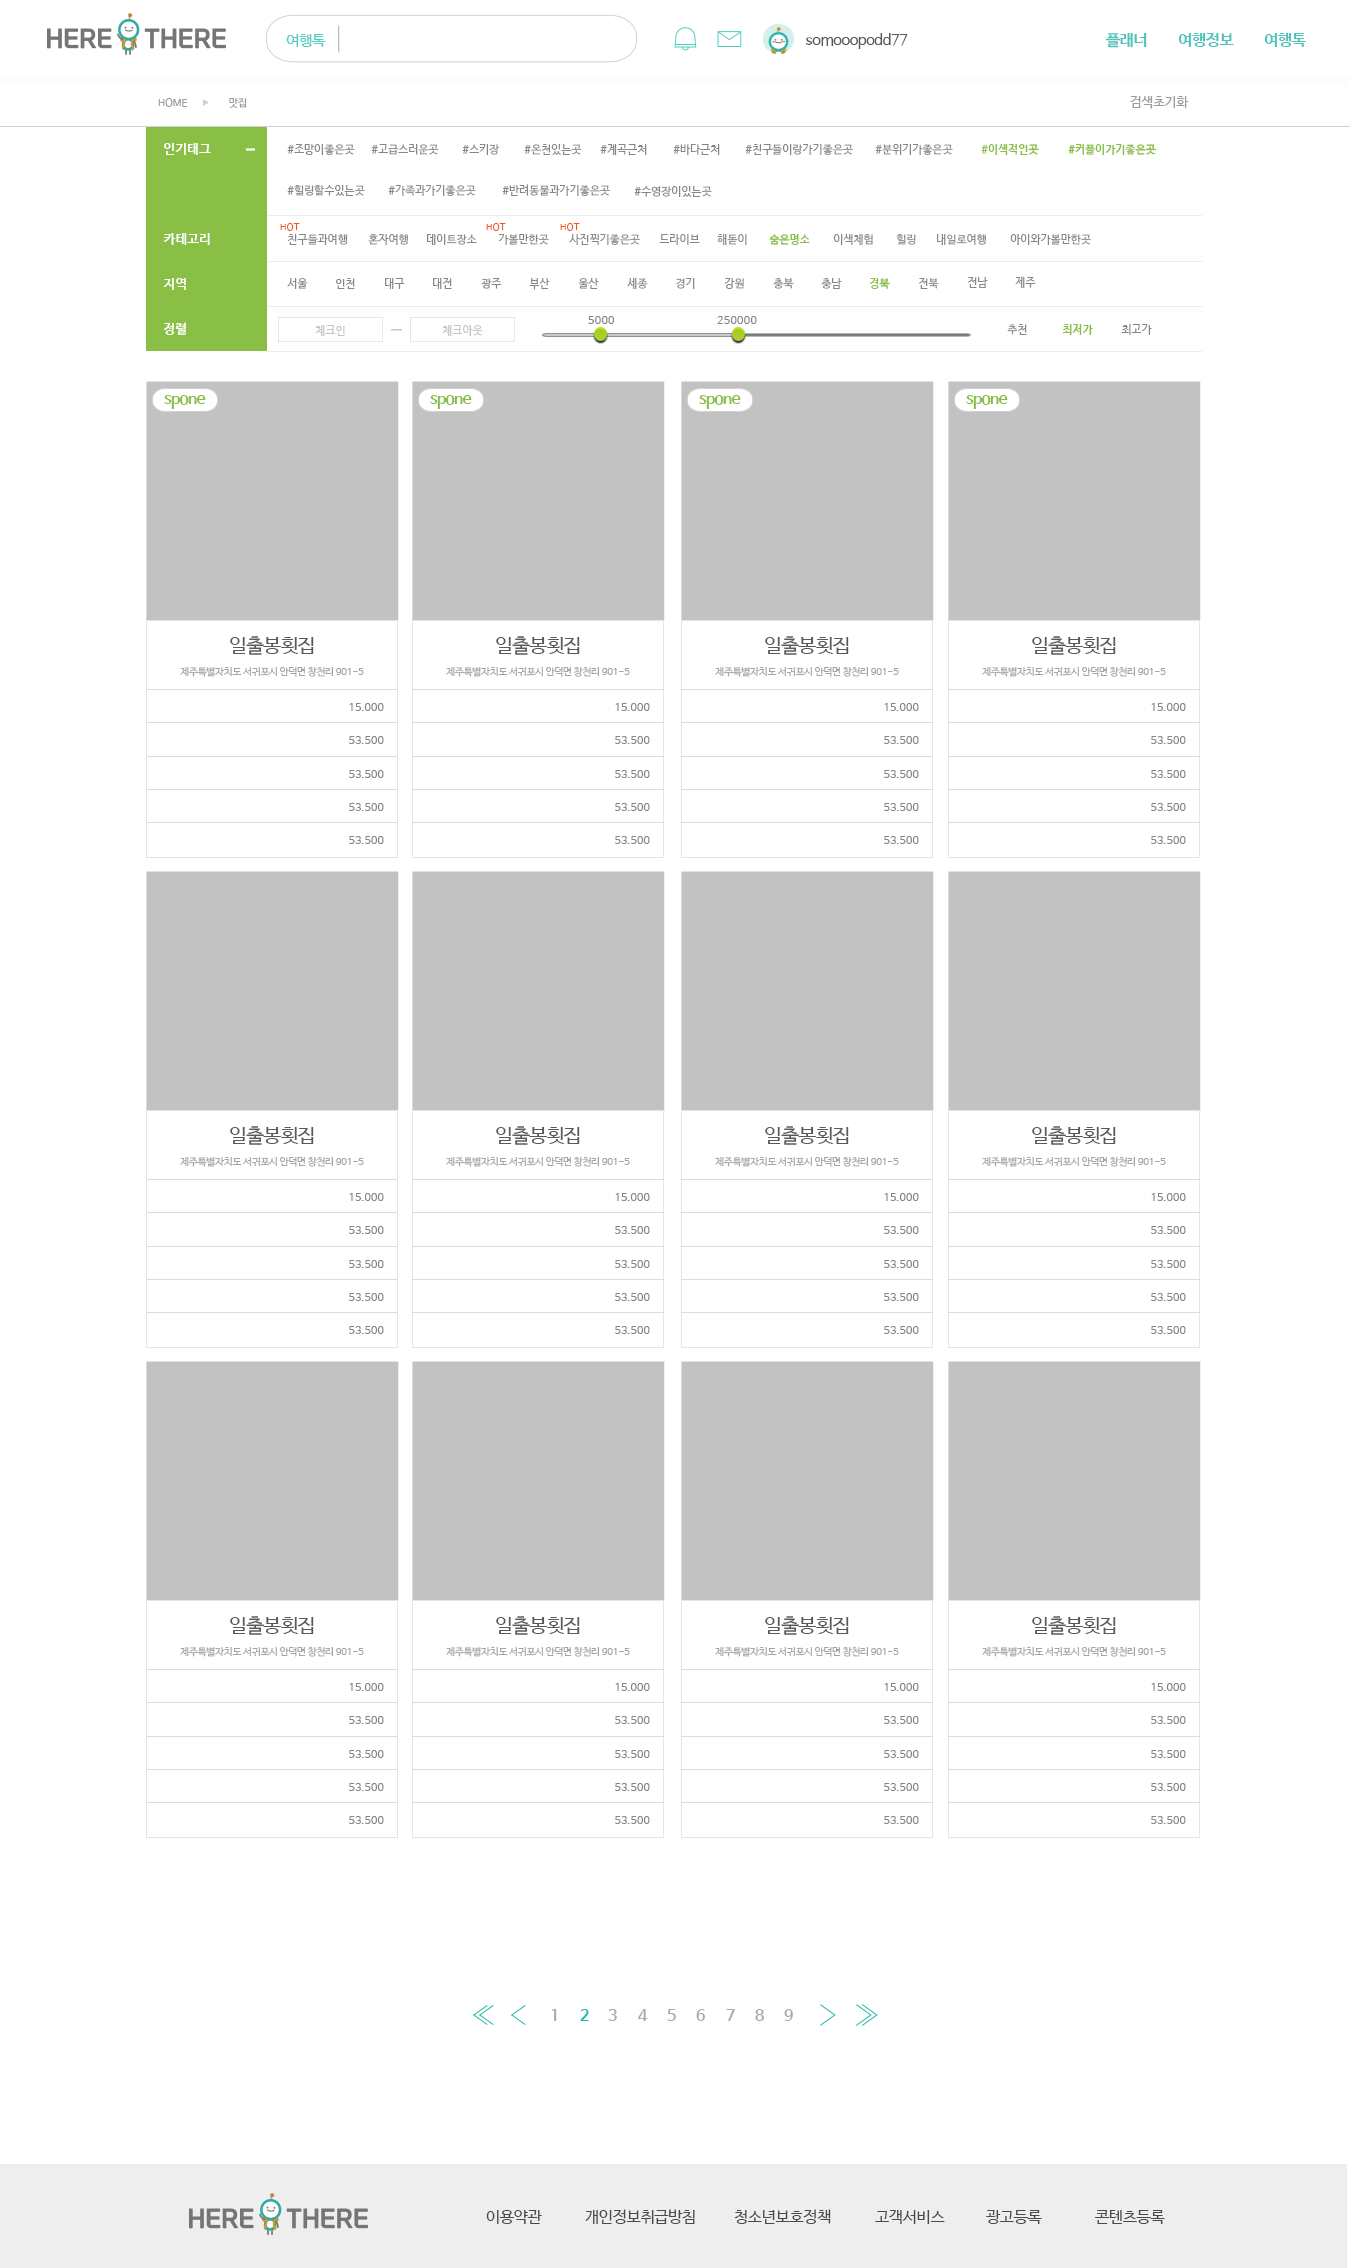 HERE THERE 여행톡 somooopodd77 플래너 여행정보 여행톡
HOME 맛집 검색초기화
인기태그 #조망이좋은곳 #고급스러운곳 #스키장 #온천있는곳 #계곡근처 #바다근처 #친구들이랑가기좋은곳 #분위기가좋은곳 #이색적인곳 #커플이가기좋은곳
#힐링할수있는곳 #가족과가기좋은곳 #반려동물과가기좋은곳 #수영장이있는곳
HOT HOT HOT
카테고리 친구들과여행 혼자여행 데이트장소 가볼만한곳 사진찍기좋은곳 드라이브 해돋이 숨은명소 이색체험 힐링 내일로여행 아이와가볼만한곳
지역 서울 인천 대구 대전 광주 부산 울산 세종 경기 강원 충북 충남 경북 전북 전남 제주
5000 250000
정렬 체크인 체크아웃 추천 최저가 최고가
spone spone spone spone
일출봉횟집 일출봉횟집 일출봉횟집 일출봉횟집
제주특별자치도 서귀포시 안덕면 창천리 901-5 제주특별자치도 서귀포시 안덕면 창천리 901-5 제주특별자치도 서귀포시 안덕면 창천리 901-5 제주특별자치도 서귀포시 안덕면 창천리 901-5
15.000 15.000 15.000 15.000
53.500 53.500 53.500 53.500
53.500 53.500 53.500 53.500
53.500 53.500 53.500 53.500
53.500 53.500 53.500 53.500
일출봉횟집 일출봉횟집 일출봉횟집 일출봉횟집
제주특별자치도 서귀포시 안덕면 창천리 901-5 제주특별자치도 서귀포시 안덕면 창천리 901-5 제주특별자치도 서귀포시 안덕면 창천리 901-5 제주특별자치도 서귀포시 안덕면 창천리 901-5
15.000 15.000 15.000 15.000
53.500 53.500 53.500 53.500
53.500 53.500 53.500 53.500
53.500 53.500 53.500 53.500
53.500 53.500 53.500 53.500
일출봉횟집 일출봉횟집 일출봉횟집 일출봉횟집
제주특별자치도 서귀포시 안덕면 창천리 901-5 제주특별자치도 서귀포시 안덕면 창천리 901-5 제주특별자치도 서귀포시 안덕면 창천리 901-5 제주특별자치도 서귀포시 안덕면 창천리 901-5
15.000 15.000 15.000 15.000
53.500 53.500 53.500 53.500
53.500 53.500 53.500 53.500
53.500 53.500 53.500 53.500
53.500 53.500 53.500 53.500
1 2 3 4 5 6 7 8 9
HERE THERE 이용약관 개인정보취급방침 청소년보호정책 고객서비스 광고등록 콘텐츠등록